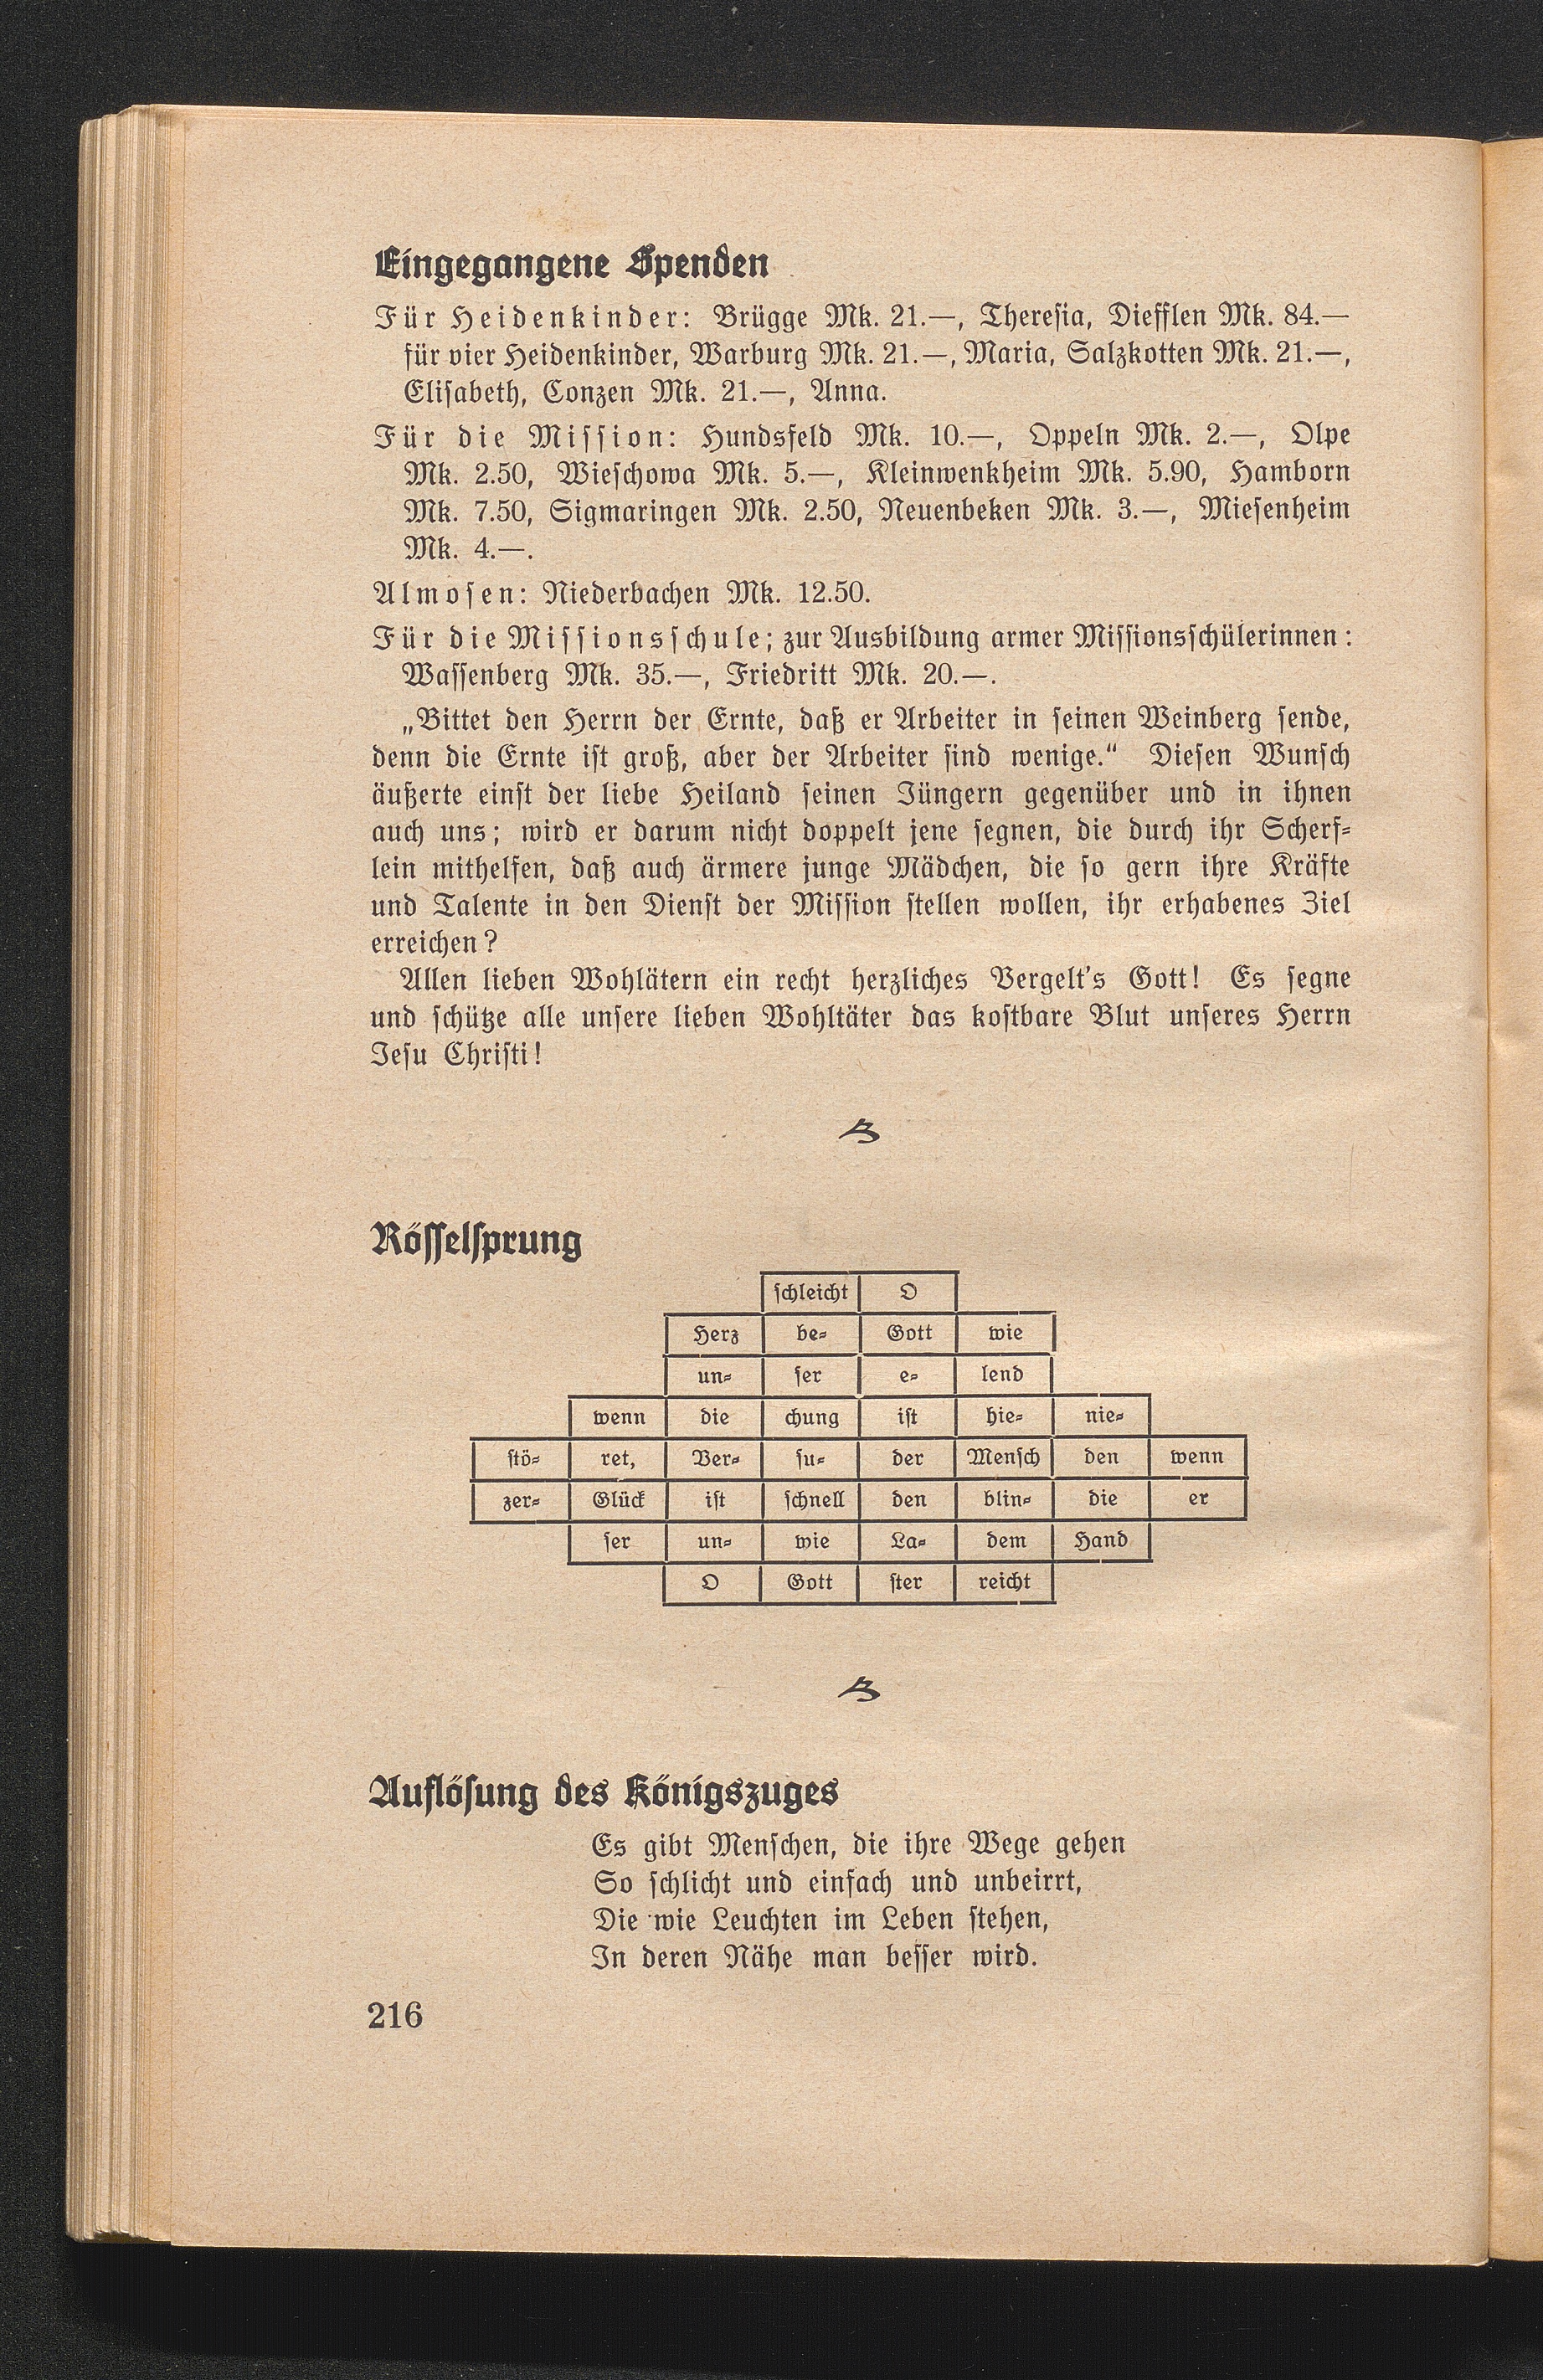 Eingegangene Spenden
Für Heidenkinder: Brügge Mk. 21.—, Theresia, Diefflen Mk. 84.—
für vier Heidenkinder, Warburg Mk. 21.—, Maria, Salzkotten Mk. 21.—,
Elisabeth, Conzen Mk. 21.—, Anna.
Für die Mission: Hundsfeld Mk. 10.—, Oppeln Mk. 2.—, Olpe
Mk. 2.50, Wieschowa Mk. 5.—, Kleinwenkheim Mk. 5.90, Hamborn
Mk. 7.50, Sigmaringen Mk. 2.50, Neuenbeken Mk. 3.—, Miesenheim
Mk. 4.—.
Almosen: Niederbachen Mk. 12.50.
Für die Missionsschule; zur Ausbildung armer Missionsschülerinnen:
Wassenberg Mk. 35.—, Friedritt Mk. 20.—.
„Bittet den Herrn der Ernte, daß er Arbeiter in seinen Weinberg sende,
denn die Ernte ist groß, aber der Arbeiter sind wenige.“ Diesen Wunsch
äußerte einst der liebe Heiland seinen Jüngern gegenüber und in ihnen
auch uns; wird er darum nicht doppelt jene segnen, die durch ihr Scherf-
lein mithelfen, daß auch ärmere junge Mädchen, die so gern ihre Kräfte
und Talente in den Dienst der Mission stellen wollen, ihr erhabenes Ziel
erreichen?
Allen lieben Wohlätern ein recht herzliches Vergelt's Gott! Es segne
und schütze alle unsere lieben Wohltäter das kostbare Blut unseres Herrn
Jesu Christi!
Rösselsprung
schleicht O
Herz be- Gott wie
un- ser e- lend
wenn die chung ist hie- nie-
stö- ret, Ver- su- der Mensch den wenn
zer- Glück ist schnell den blin- die er
ser un- wie La- dem Hand
O Gott ster reicht
Auflösung des Königszuges
Es gibt Menschen, die ihre Wege gehen
So schlicht und einfach und unbeirrt,
Die wie Leuchten im Leben stehen,
In deren Nähe man besser wird.
216